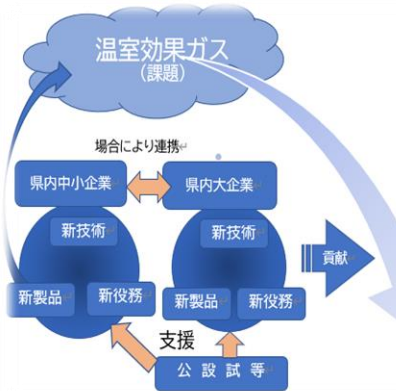 温室効果ガス
(課題)
場合により連携
県内中小企業
県内大企業
新技術
新技術
貢献
新製品
新役務
新製品
新役務
支援
公設試等